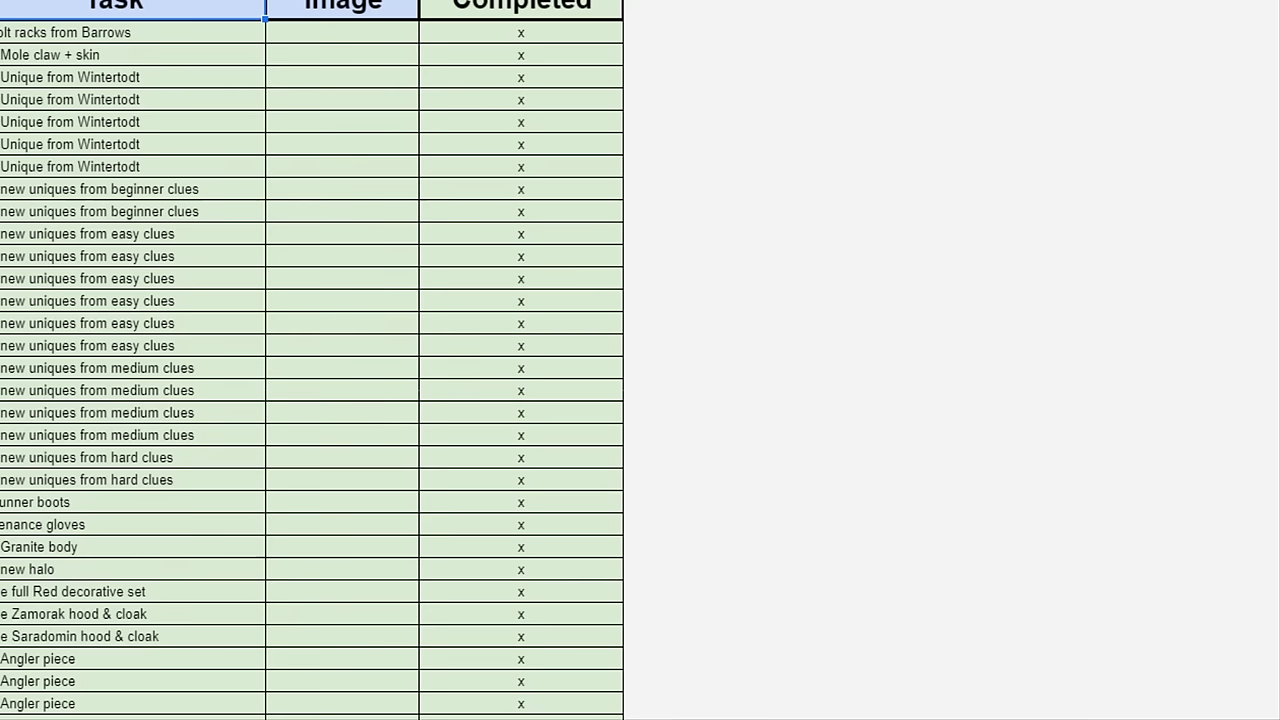 Task Image Completed
olt racks from Barrows x
Mole claw + skin x
Unique from Wintertodt x
Unique from Wintertodt x
Unique from Wintertodt x
Unique from Wintertodt x
Unique from Wintertodt x
new uniques from beginner clues x
new uniques from beginner clues x
new uniques from easy clues x
new uniques from easy clues x
new uniques from easy clues x
new uniques from easy clues x
new uniques from easy clues x
new uniques from easy clues x
new uniques from medium clues x
new uniques from medium clues x
new uniques from medium clues x
new uniques from medium clues x
new uniques from hard clues x
new uniques from hard clues x
unner boots x
enance gloves x
Granite body x
new halo x
e full Red decorative set x
e Zamorak hood & cloak x
e Saradomin hood & cloak x
Angler piece x
Angler piece x
Angler piece x